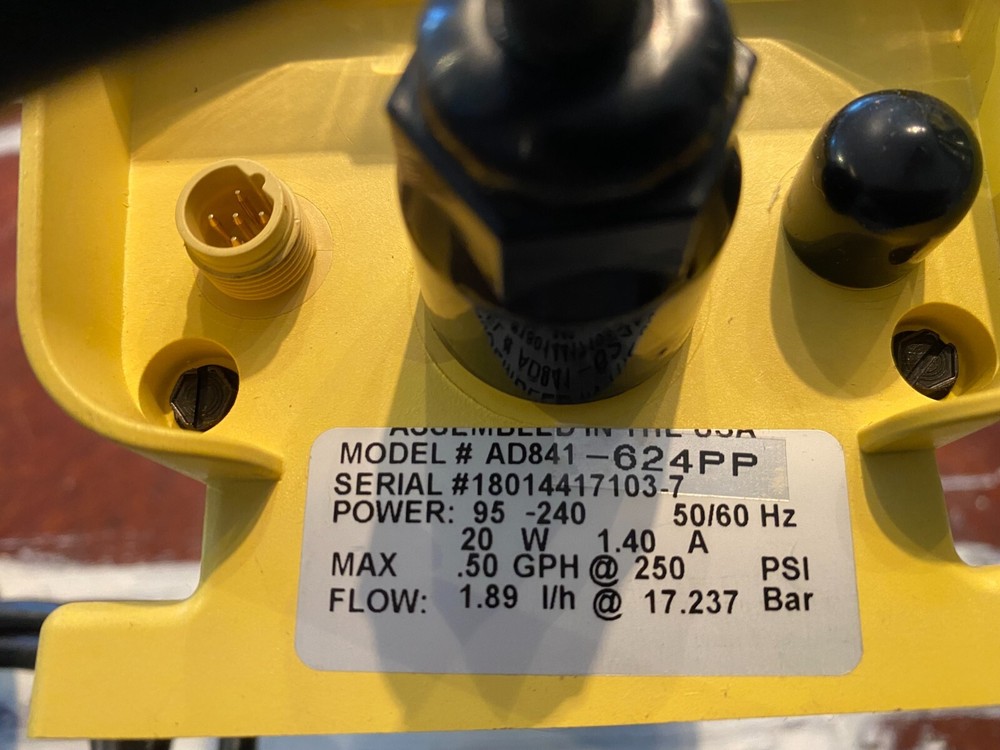 ASSEMBLED IN THE USA
MODEL # AD841-624PP
SERIAL #18014417103-7
POWER: 95 -240 50/60 Hz
20 W 1.40 A
MAX .50 GPH @ 250 PSI
FLOW: 1.89 l/h @ 17.237 Bar